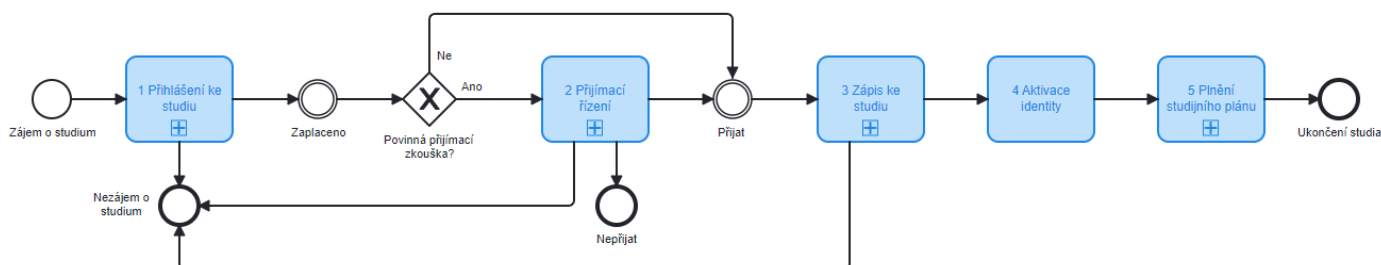 Zájem o studium
1 Přihlášení ke
studiu
Zaplaceno
Ne
Ano
Povinná přijímací
zkouška?
2 Přijímací
řízení
Přijat
3 Zápis ke
studiu
4 Aktivace
identity
5 Plnění
studijního plánu
Ukončení studia
Nezájem o
studium
Nepřijat